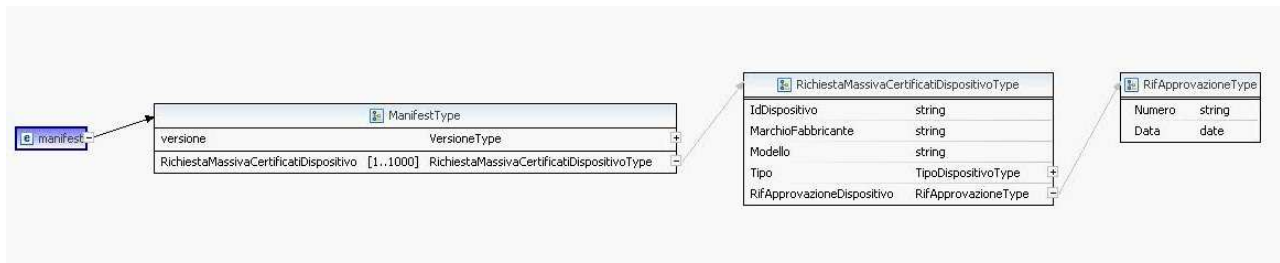 e manifest
ManifestType
versione VersioneType
RichiestaMassivaCertificatiDispositivo [1..1000] RichiestaMassivaCertificatiDispositivoType
RichiestaMassivaCertificatiDispositivoType
IdDispositivo string
MarchioFabbricante string
Modello string
Tipo TipoDispositivoType
RifApprovazioneDispositivo RifApprovazioneType
RifApprovazioneType
Numero string
Data date